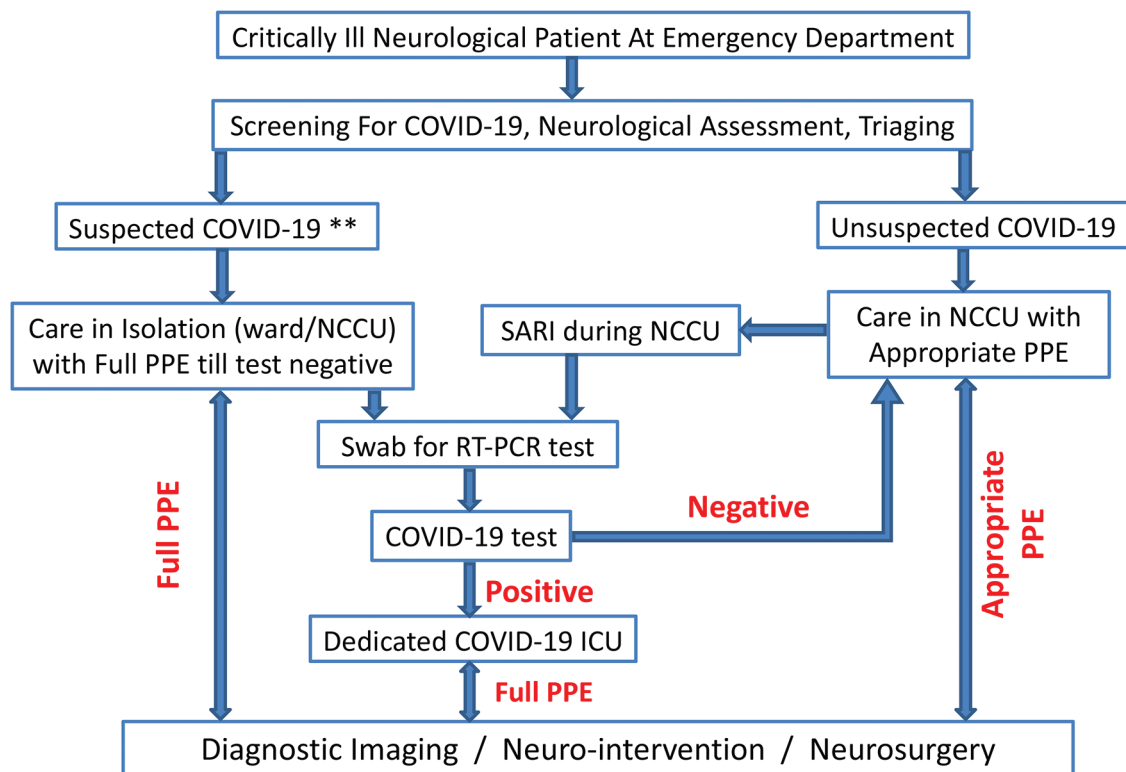 Critically Ill Neurological Patient At Emergency Department
Screening For COVID-19, Neurological Assessment, Triaging
Suspected COVID-19 **
Unsuspected COVID-19
Care in Isolation (ward/NCCU)
with Full PPE till test negative
SARI during NCCU
Care in NCCU with
Appropriate PPE
Swab for RT-PCR test
Full PPE
Negative
Appropriate
PPE
COVID-19 test
Positive
Dedicated COVID-19 ICU
Full PPE
Diagnostic Imaging / Neuro-intervention / Neurosurgery